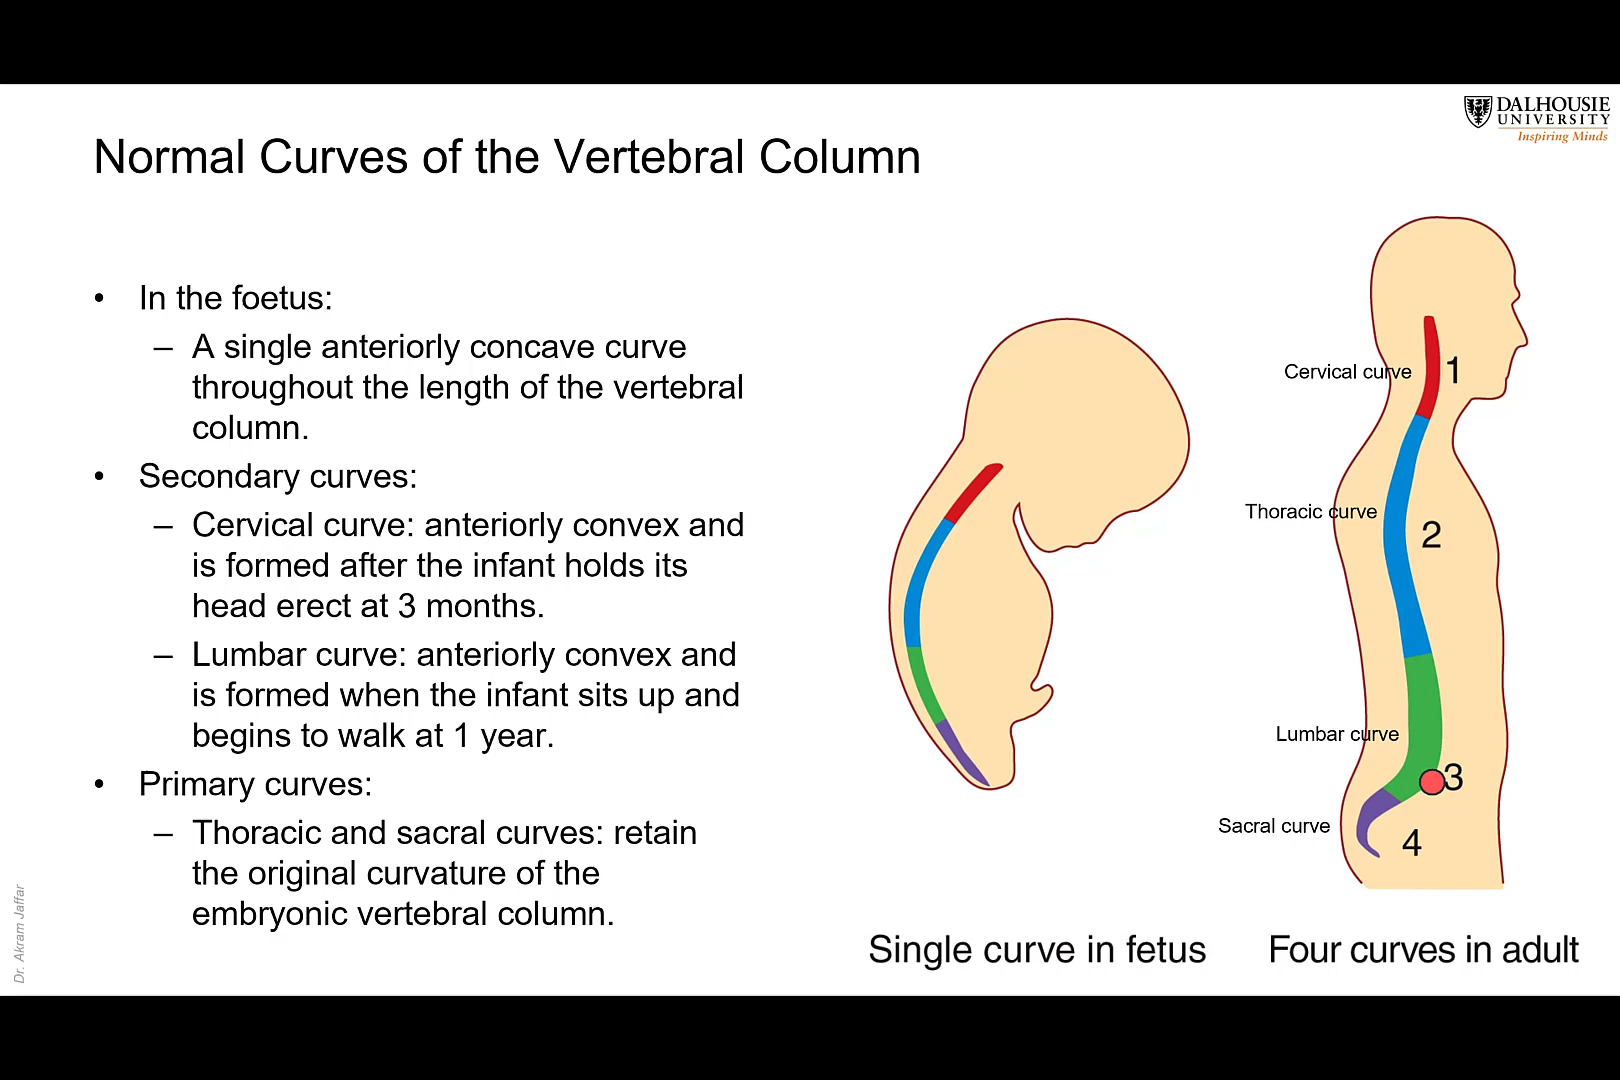 DALHOUSIE
UNIVERSITY
Inspiring Minds
Normal Curves of the Vertebral Column
• In the foetus:
– A single anteriorly concave curve
throughout the length of the vertebral
column.
• Secondary curves:
– Cervical curve: anteriorly convex and
is formed after the infant holds its
head erect at 3 months.
– Lumbar curve: anteriorly convex and
is formed when the infant sits up and
begins to walk at 1 year.
• Primary curves:
– Thoracic and sacral curves: retain
the original curvature of the
embryonic vertebral column.
Cervical curve
1
Thoracic curve
2
Lumbar curve
3
Sacral curve
4
Single curve in fetus
Four curves in adult
Dr. Akram Jaffar